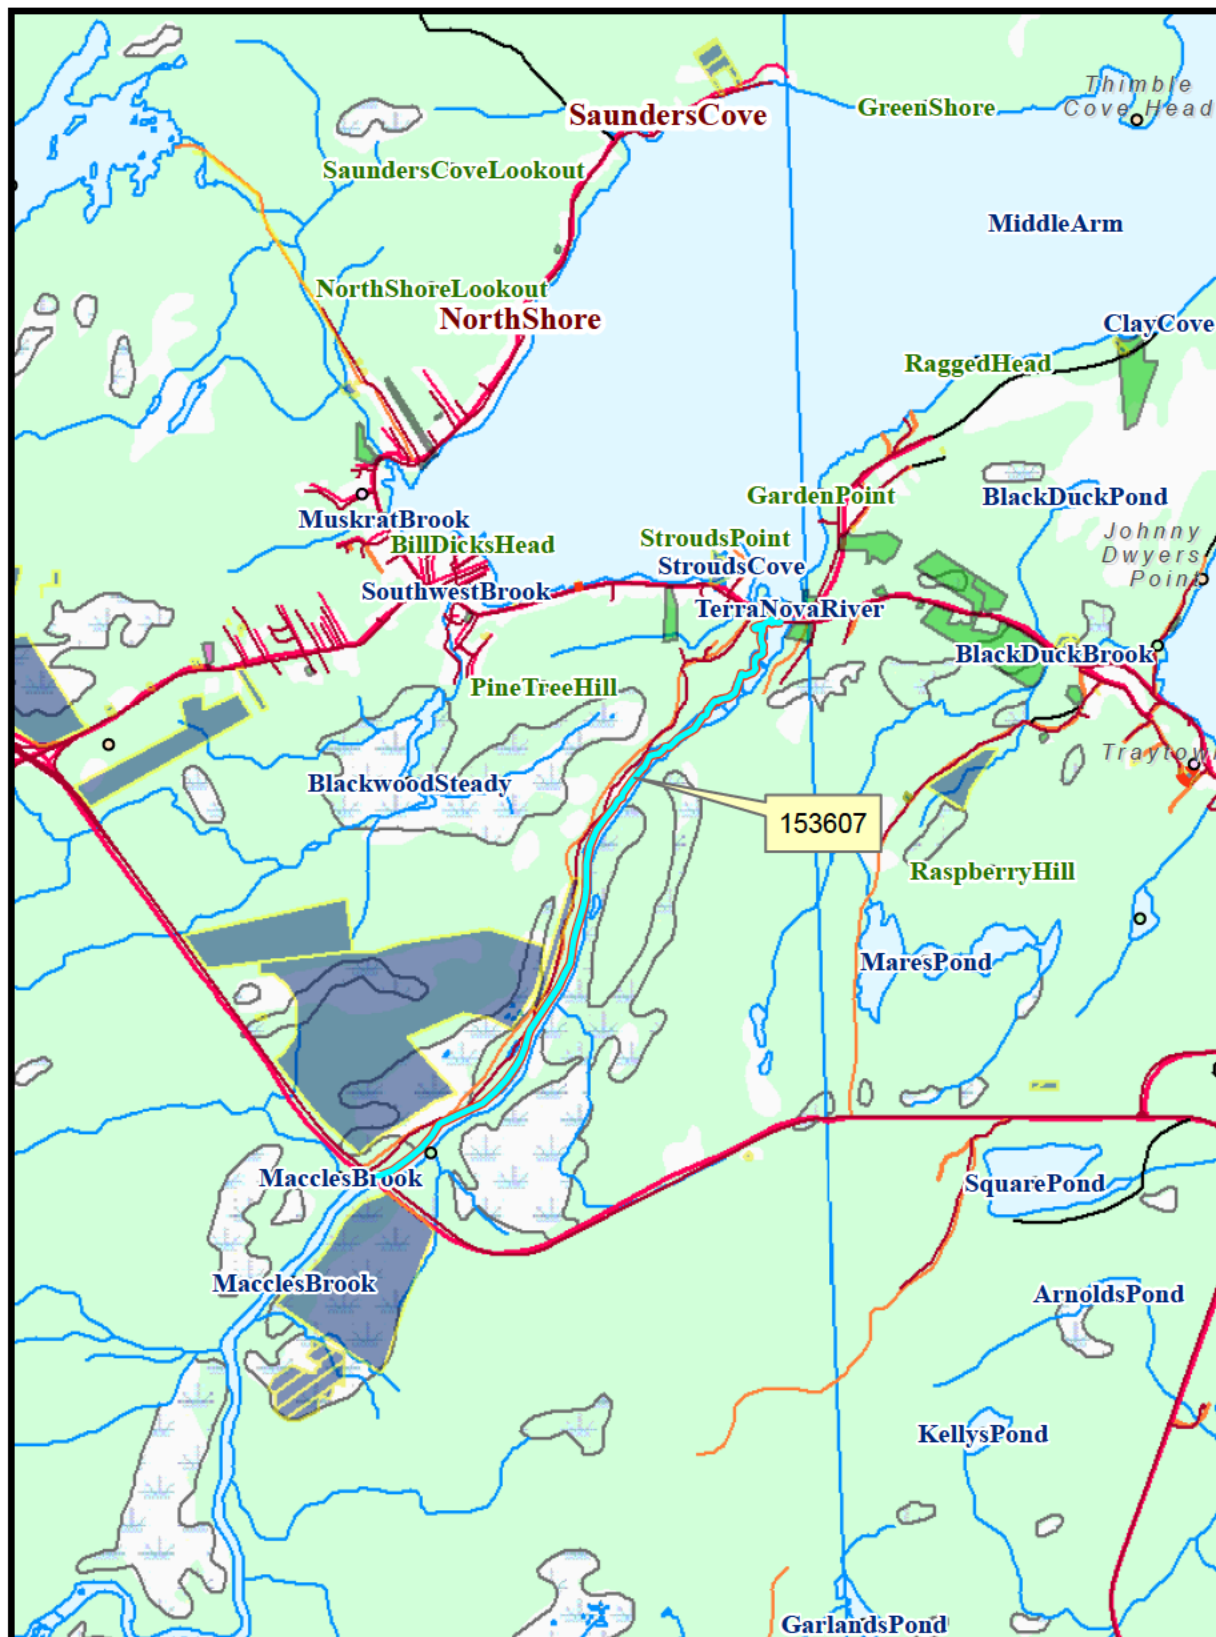 Thimble
Cove Head
GreenShore
SaundersCove
SaundersCoveLookout
MiddleArm
NorthShoreLookout
NorthShore
ClayCove
RaggedHead
GardenPoint
BlackDuckPond
MuskratBrook
Johnny
Dwyers
Point
BillDicksHead
StroudsPoint
StroudsCove
SouthwestBrook
TerraNovaRiver
BlackDuckBrook
PineTreeHill
Traytown
BlackwoodSteady
153607
RaspberryHill
MaresPond
MacclesBrook
SquarePond
MacclesBrook
ArnoldsPond
KellysPond
GarlandsPond